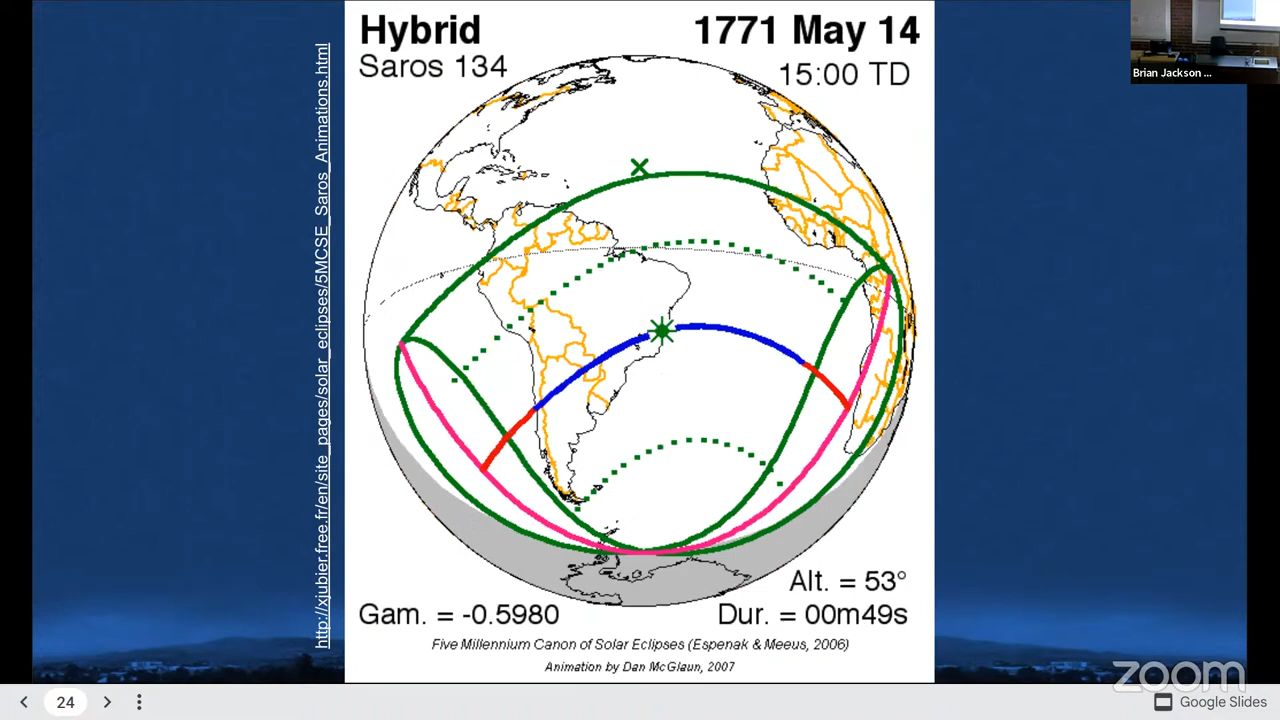 Hybrid
1771 May 14
Saros 134
15:00 TD
http://xjubier.free.fr/en/site_pages/solar_eclipses/5MCSE_Saros_Animations.html
Alt. = 53°
Gam. = -0.5980
Dur. = 00m49s
Five Millennium Canon of Solar Eclipses (Espenak & Meeus, 2006)
Animation by Dan McGlaun, 2007
Brian Jackson ...
zoom
24
Google Slides